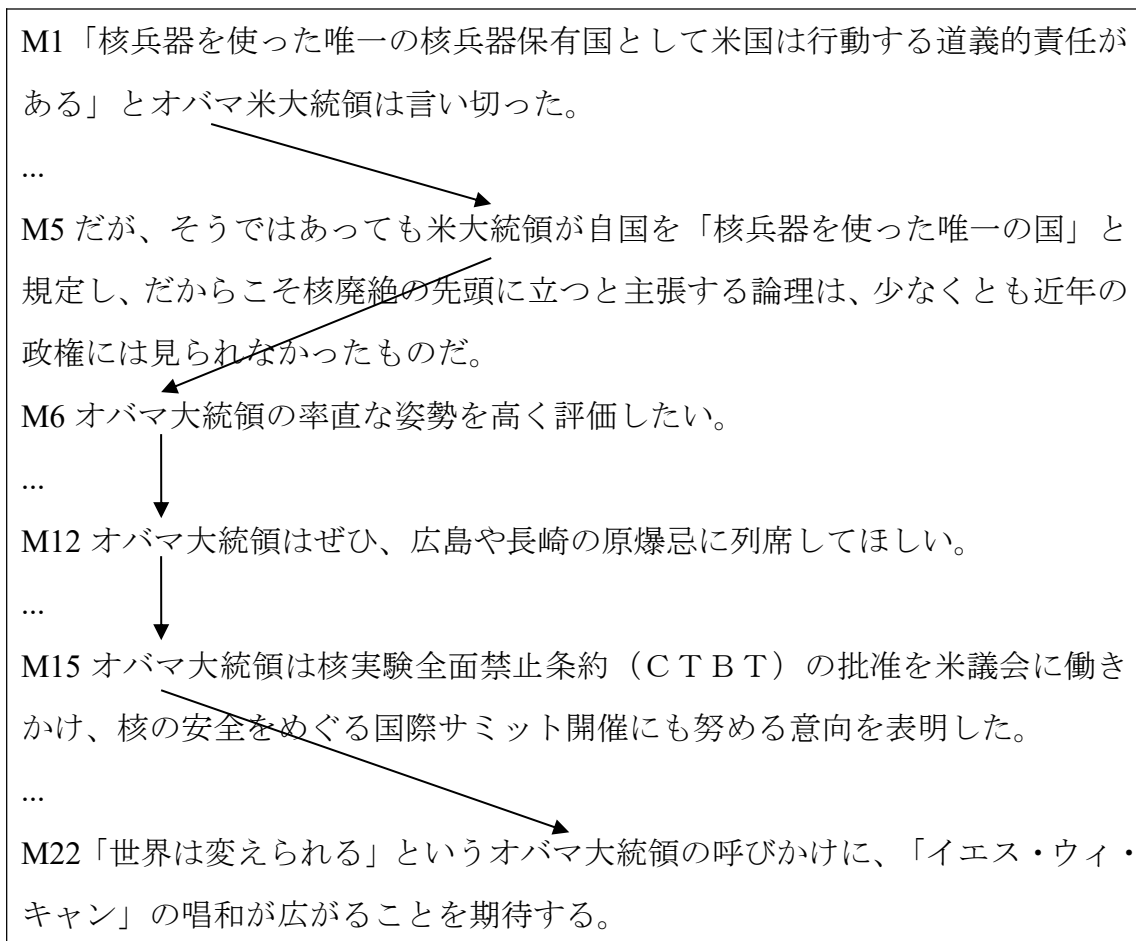 M1「核兵器を使った唯一の核兵器保有国として米国は行動する道義的責任が
ある」とオバマ米大統領は言い切った。
...
M5 だが、そうではあっても米大統領が自国を「核兵器を使った唯一の国」と
規定し、だからこそ核廃絶の先頭に立つと主張する論理は、少なくとも近年の
政権には見られなかったものだ。
M6 オバマ大統領の率直な姿勢を高く評価したい。
...
M12 オバマ大統領はぜひ、広島や長崎の原爆忌に列席してほしい。
...
M15 オバマ大統領は核実験全面禁止条約（ＣＴＢＴ）の批准を米議会に働き
かけ、核の安全をめぐる国際サミット開催にも努める意向を表明した。
...
M22「世界は変えられる」というオバマ大統領の呼びかけに、「イエス・ウィ・
キャン」の唱和が広がることを期待する。